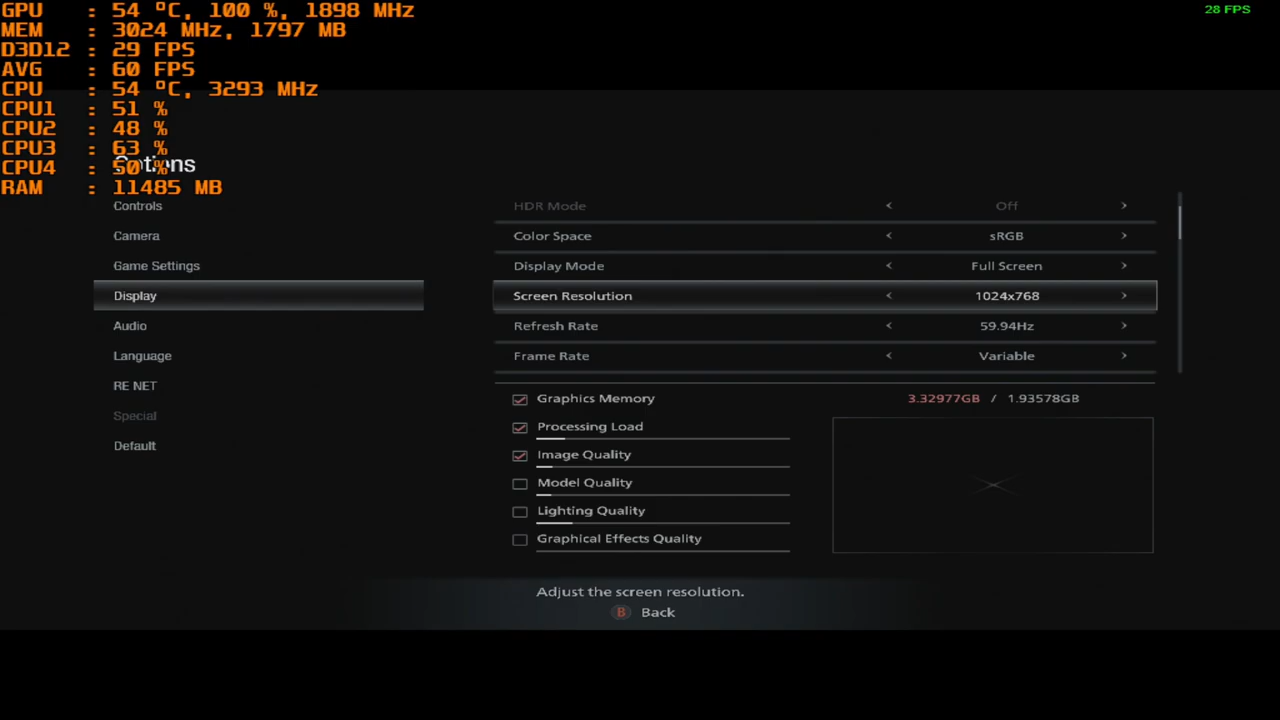 GPU : 54 ºC, 100 %, 1898 MHz
28 FPS
MEM : 3024 MHz, 1797 MB
D3D12 : 29 FPS
AVG : 60 FPS
CPU : 54 ºC, 3293 MHz
CPU1 : 51 %
CPU2 : 48 %
CPU3 : 63 %
CPU4 : 50 %
Options
RAM : 11485 MB
Controls
Camera
Game Settings
Display
Audio
Language
RE NET
Special
Default
HDR Mode < Off >
Color Space < sRGB >
Display Mode < Full Screen >
Screen Resolution < 1024x768 >
Refresh Rate < 59.94Hz >
Frame Rate < Variable >
Graphics Memory 3.32977GB / 1.93578GB
Processing Load
Image Quality
Model Quality
Lighting Quality
Graphical Effects Quality
Adjust the screen resolution.
B Back